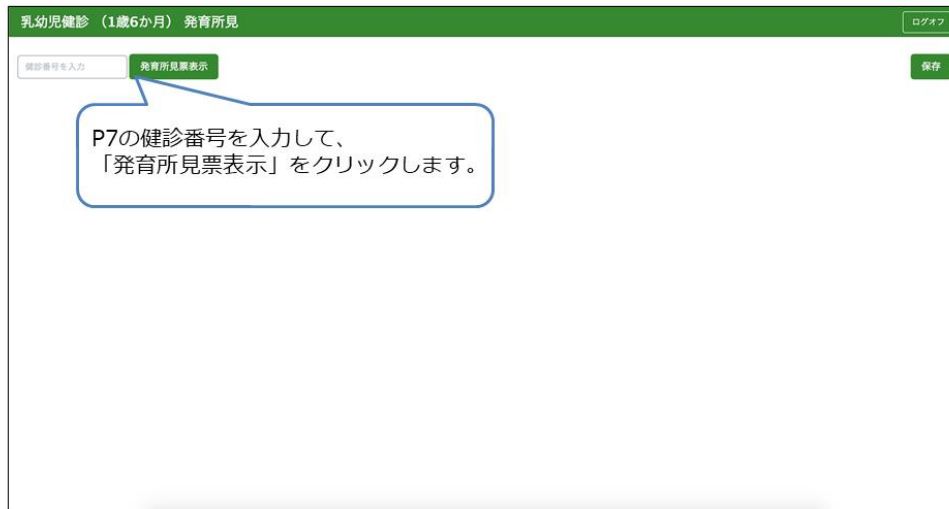 乳幼児健診 （1歳6か月） 発育所見
ログオフ
健診番号を入力
発育所見票表示
保存
P7の健診番号を入力して、
「発育所見票表示」をクリックします。